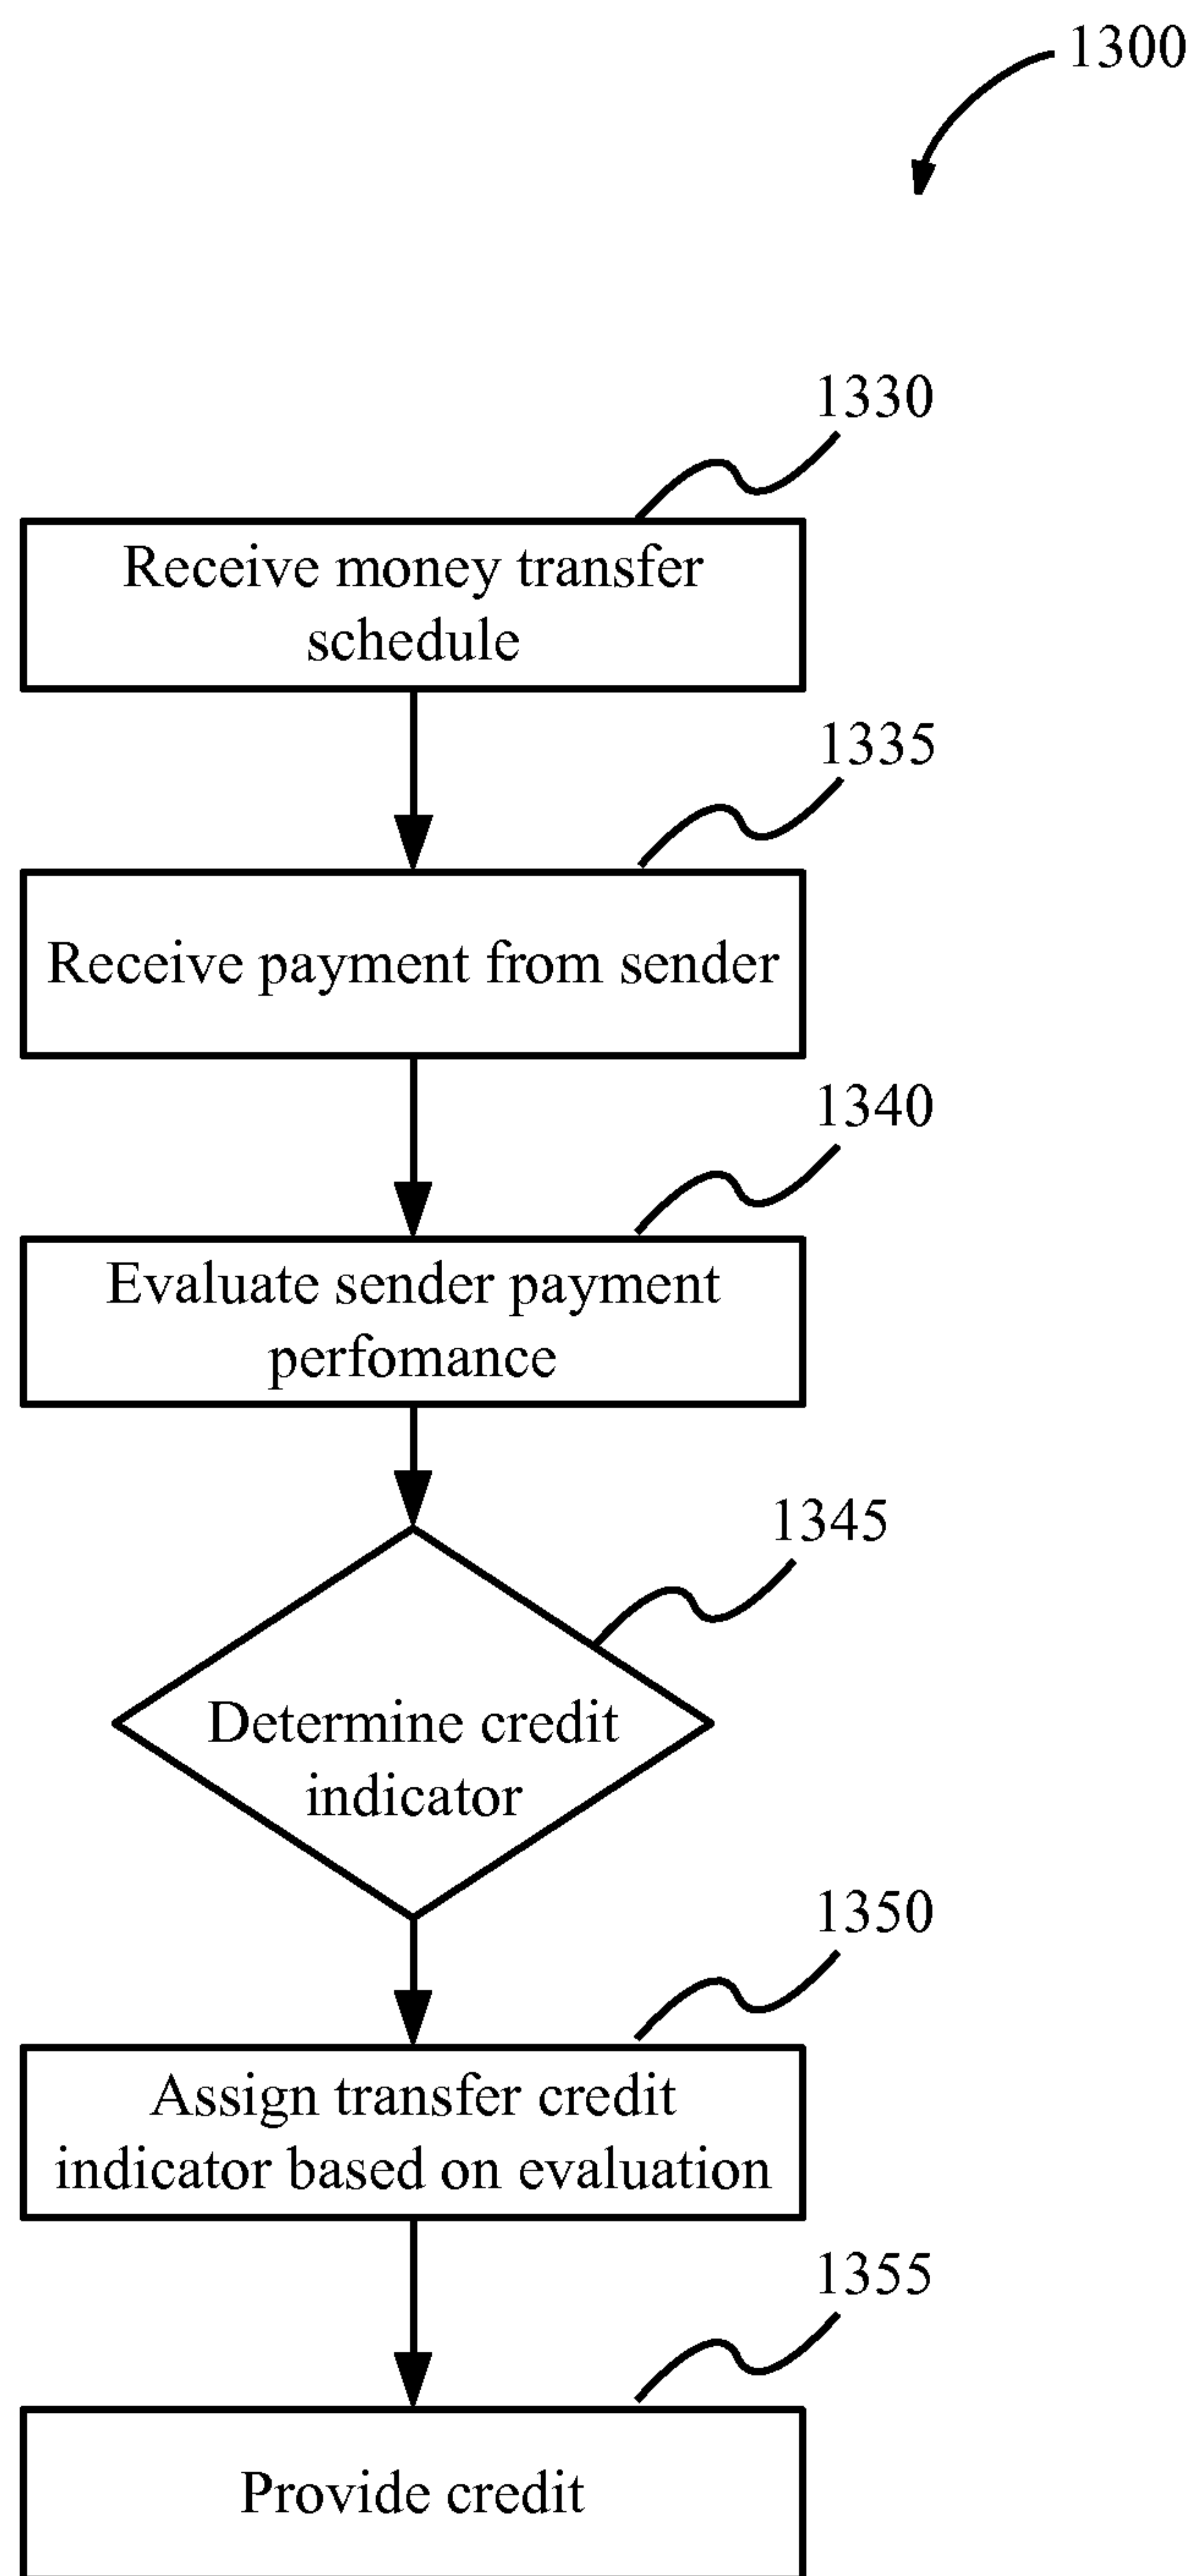 1300
1330
Receive money transfer
schedule
1335
Receive payment from sender
1340
Evaluate sender payment
perfomance
1345
Determine credit
indicator
1350
Assign transfer credit
indicator based on evaluation
1355
Provide credit